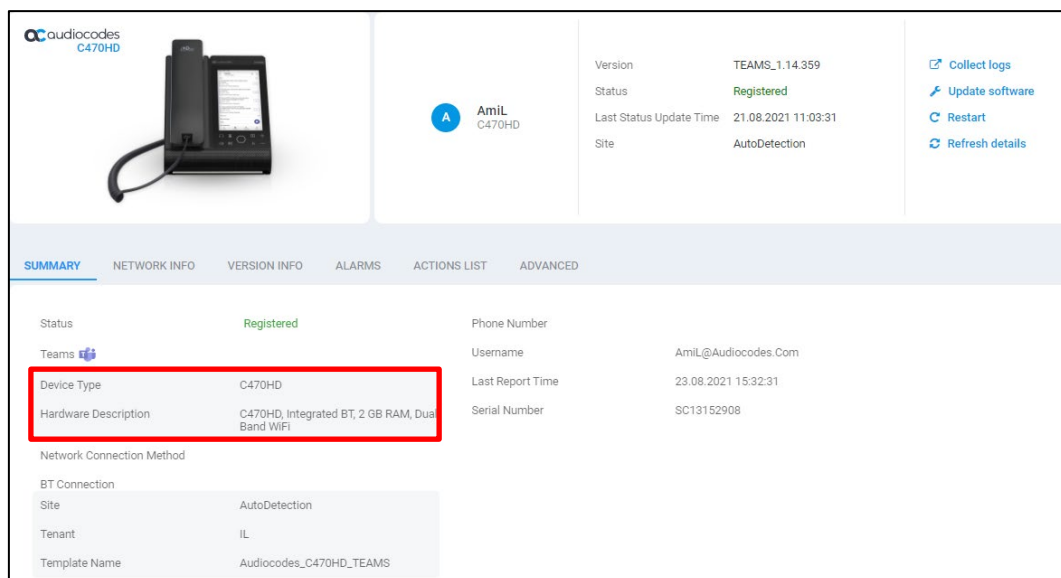 audiocodes
C470HD
A
AmiL
C470HD
Version TEAMS_1.14.359
Status Registered
Last Status Update Time 21.08.2021 11:03:31
Site AutoDetection
Collect logs
Update software
Restart
Refresh details
SUMMARY NETWORK INFO VERSION INFO ALARMS ACTIONS LIST ADVANCED
Status Registered
Teams
Device Type C470HD
Hardware Description C470HD, Integrated BT, 2 GB RAM, Dual
Band WiFi
Network Connection Method
BT Connection
Site AutoDetection
Tenant IL
Template Name Audiocodes_C470HD_TEAMS
Phone Number
Username AmiL@Audiocodes.Com
Last Report Time 23.08.2021 15:32:31
Serial Number SC13152908